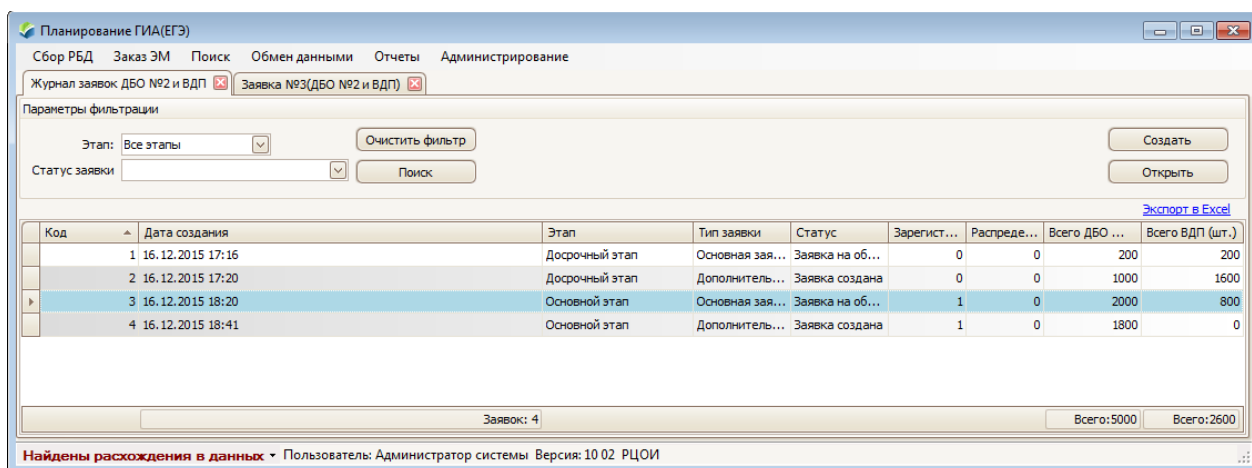 Планирование ГИА(ЕГЭ)
Сбор РБД Заказ ЭМ Поиск Обмен данными Отчеты Администрирование
Журнал заявок ДБО №2 и ВДП Заявка №3(ДБО №2 и ВДП)
Параметры фильтрации
Этап: Все этапы Очистить фильтр Создать
Статус заявки Поиск Открыть
Экспорт в Excel
Код Дата создания Этап Тип заявки Статус Зарегист... Распреде... Всего ДБО ... Всего ВДП (шт.)
1 16.12.2015 17:16 Досрочный этап Основная зая... Заявка на об... 0 0 200 200
2 16.12.2015 17:20 Досрочный этап Дополнитель... Заявка создана 0 0 1000 1600
3 16.12.2015 18:20 Основной этап Основная зая... Заявка на об... 1 0 2000 800
4 16.12.2015 18:41 Основной этап Дополнитель... Заявка создана 1 0 1800 0
Заявок: 4 Всего:5000 Всего:2600
Найдены расхождения в данных Пользователь: Администратор системы Версия: 10 02 РЦОИ